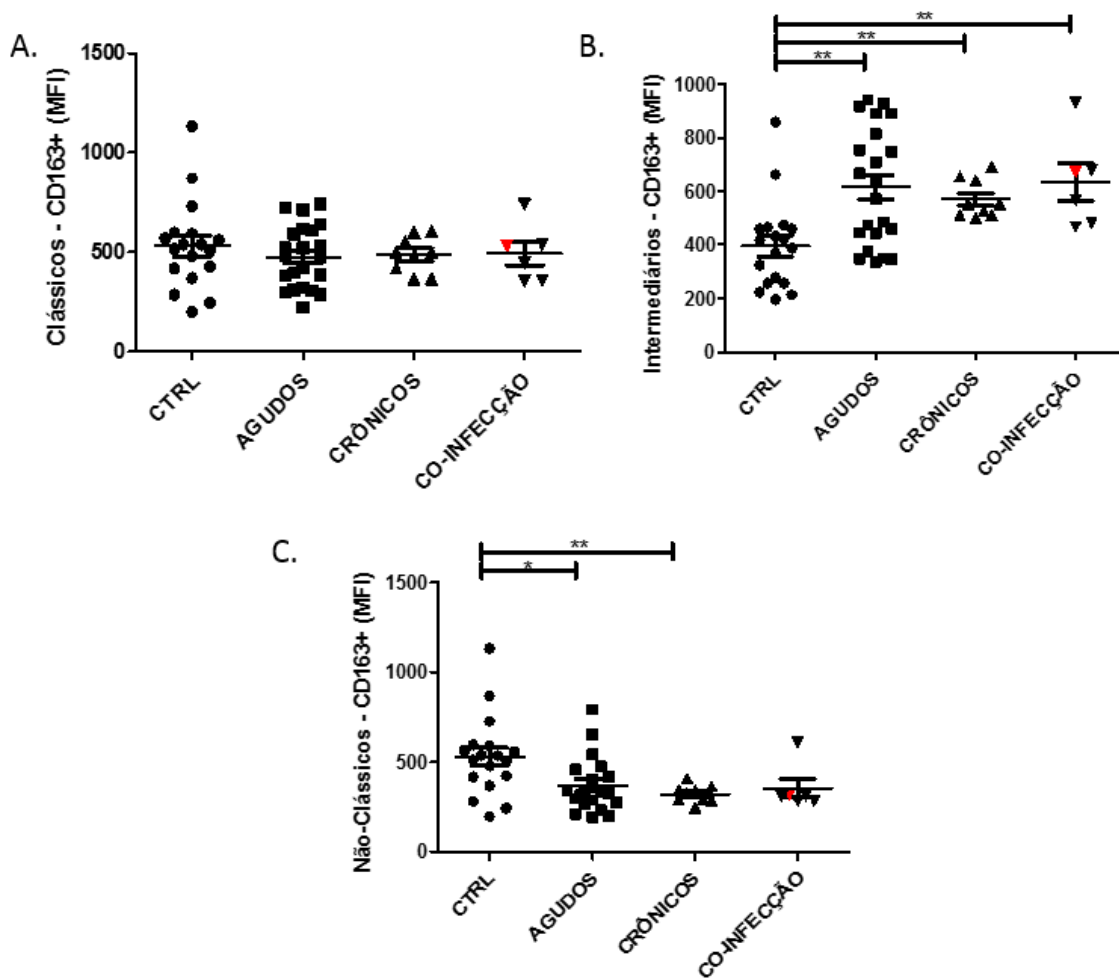 A.
Clássicos - CD163+ (MFI)
1500
1000
500
0
CTRL
AGUDOS
CRÔNICOS
CO-INFECÇÃO
B.
**
**
**
Intermediários - CD163+ (MFI)
1000
800
600
400
200
0
CTRL
AGUDOS
CRÔNICOS
CO-INFECÇÃO
C.
**
*
Não-Clássicos - CD163+ (MFI)
1500
1000
500
0
CTRL
AGUDOS
CRÔNICOS
CO-INFECÇÃO